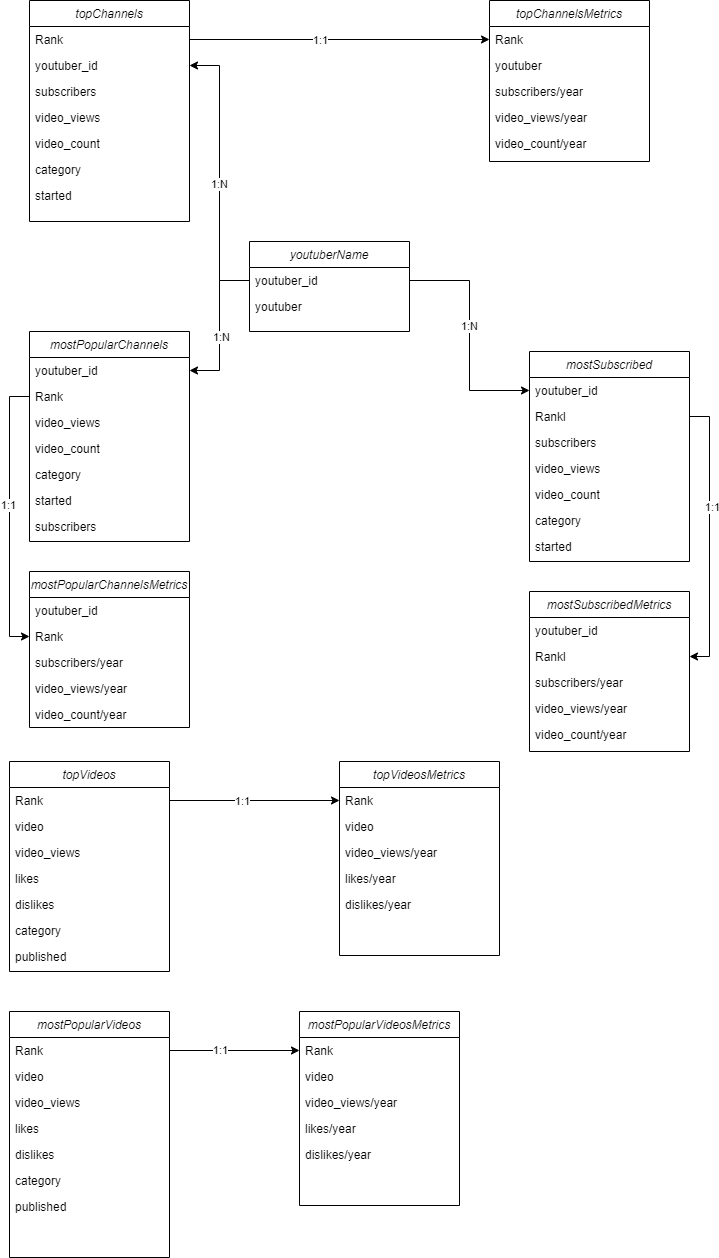 topChannels
Rank
youtuber_id
subscribers
video_views
video_count
category
started
1:1
topChannelsMetrics
Rank
youtuber
subscribers/year
video_views/year
video_count/year
1:N
youtuberName
youtuber_id
youtuber
1:N
1:N
mostPopularChannels
youtuber_id
Rank
video_views
video_count
category
started
subscribers
1:1
mostSubscribed
youtuber_id
Rankl
subscribers
video_views
video_count
category
started
1:1
mostPopularChannelsMetrics
youtuber_id
Rank
subscribers/year
video_views/year
video_count/year
mostSubscribedMetrics
youtuber_id
Rankl
subscribers/year
video_views/year
video_count/year
topVideos
Rank
video
video_views
likes
dislikes
category
published
1:1
topVideosMetrics
Rank
video
video_views/year
likes/year
dislikes/year
mostPopularVideos
Rank
video
video_views
likes
dislikes
category
published
1:1
mostPopularVideosMetrics
Rank
video
video_views/year
likes/year
dislikes/year